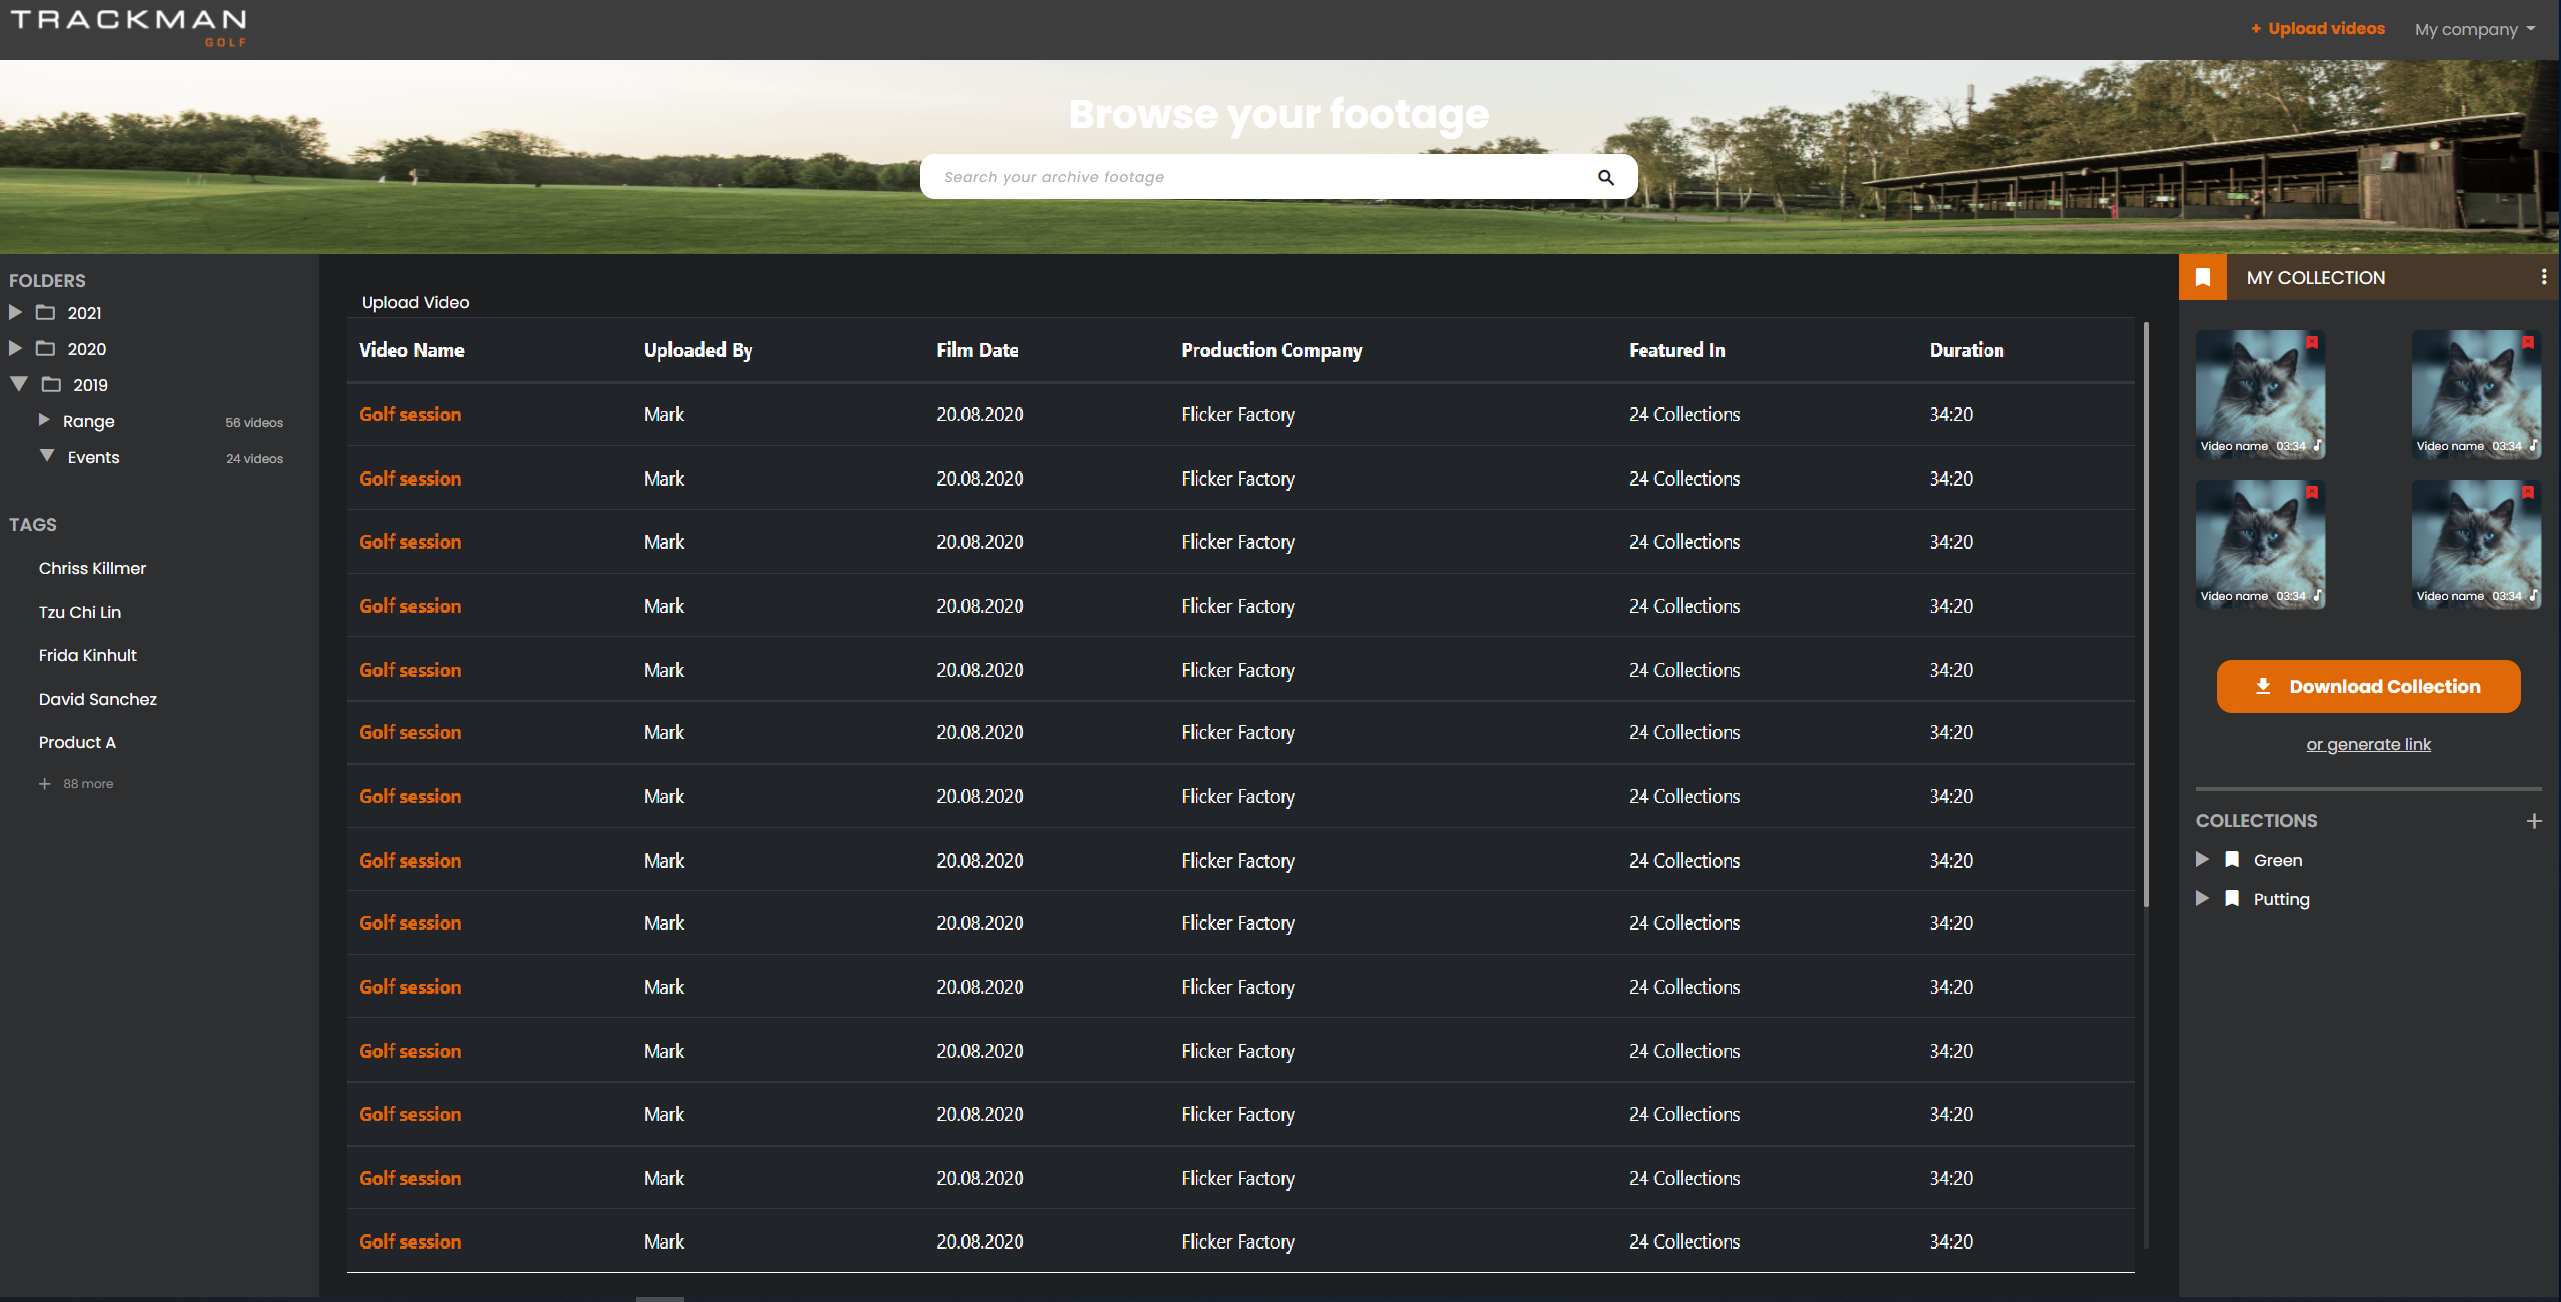 TRACKMAN
GOLF
+ Upload videos
My company
Browse your footage
Search your archive footage
FOLDERS
2021
2020
2019
Range 56 videos
Events 24 videos
TAGS
Chriss Killmer
Tzu Chi Lin
Frida Kinhult
David Sanchez
Product A
+ 88 more
Upload Video
Video Name Uploaded By Film Date Production Company Featured In Duration
Golf session Mark 20.08.2020 Flicker Factory 24 Collections 34:20
Golf session Mark 20.08.2020 Flicker Factory 24 Collections 34:20
Golf session Mark 20.08.2020 Flicker Factory 24 Collections 34:20
Golf session Mark 20.08.2020 Flicker Factory 24 Collections 34:20
Golf session Mark 20.08.2020 Flicker Factory 24 Collections 34:20
Golf session Mark 20.08.2020 Flicker Factory 24 Collections 34:20
Golf session Mark 20.08.2020 Flicker Factory 24 Collections 34:20
Golf session Mark 20.08.2020 Flicker Factory 24 Collections 34:20
Golf session Mark 20.08.2020 Flicker Factory 24 Collections 34:20
Golf session Mark 20.08.2020 Flicker Factory 24 Collections 34:20
Golf session Mark 20.08.2020 Flicker Factory 24 Collections 34:20
Golf session Mark 20.08.2020 Flicker Factory 24 Collections 34:20
Golf session Mark 20.08.2020 Flicker Factory 24 Collections 34:20
Golf session Mark 20.08.2020 Flicker Factory 24 Collections 34:20
MY COLLECTION
Video name 03:34
Video name 03:34
Video name 03:34
Video name 03:34
Download Collection
or generate link
COLLECTIONS +
Green
Putting